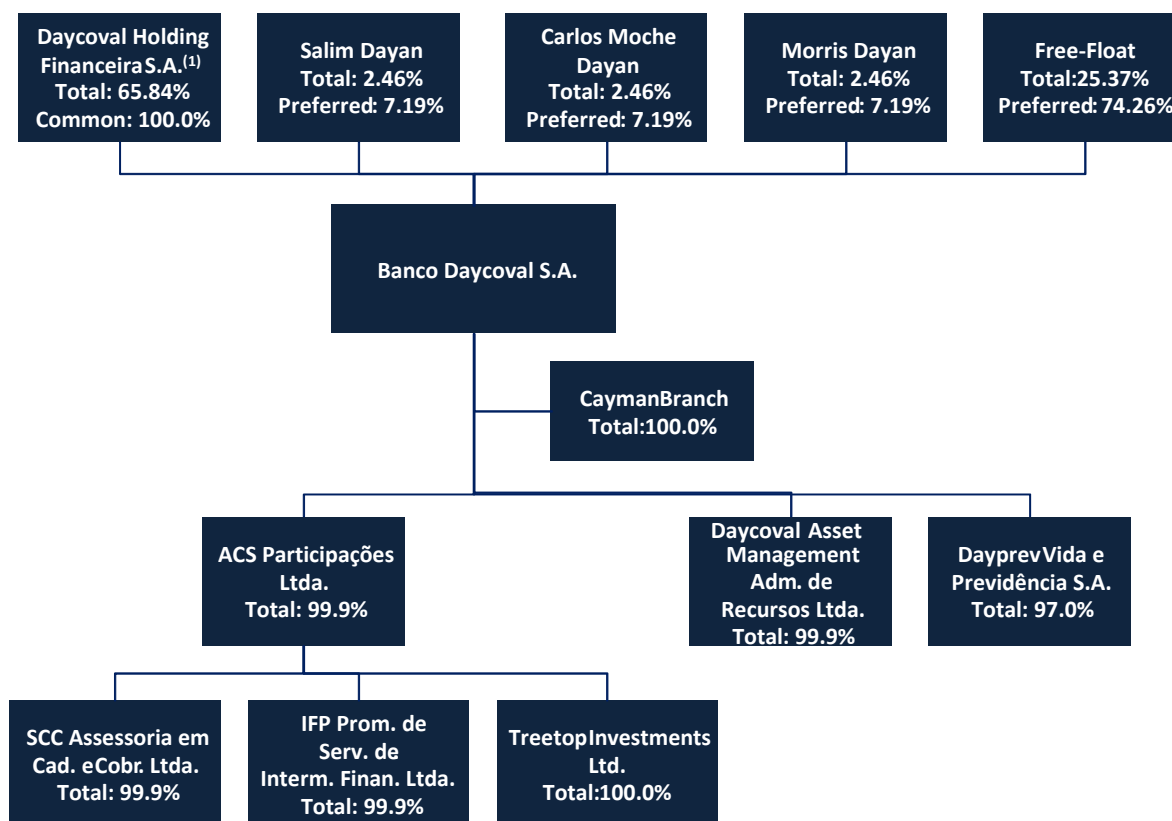 Daycoval Holding
Financeira S.A.(1)
Total: 65.84%
Common: 100.0%
Salim Dayan
Total: 2.46%
Preferred: 7.19%
Carlos Moche
Dayan
Total: 2.46%
Preferred: 7.19%
Morris Dayan
Total: 2.46%
Preferred: 7.19%
Free-Float
Total:25.37%
Preferred: 74.26%
Banco Daycoval S.A.
CaymanBranch
Total:100.0%
ACS Participações
Ltda.
Total: 99.9%
Daycoval Asset
Management
Adm. de
Recursos Ltda.
Total: 99.9%
DayprevVida e
Previdência S.A.
Total: 97.0%
SCC Assessoria em
Cad. eCobr. Ltda.
Total: 99.9%
IFP Prom. de
Serv. de
Interm. Finan. Ltda.
Total: 99.9%
TreetopInvestments
Ltd.
Total:100.0%